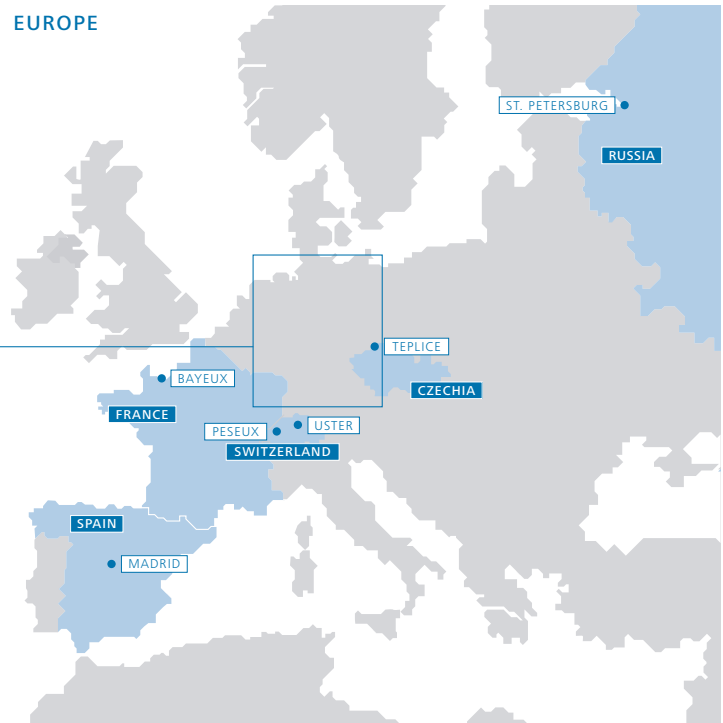 EUROPE
ST. PETERSBURG
RUSSIA
TEPLICE
BAYEUX
CZECHIA
FRANCE
PESEUX
USTER
SWITZERLAND
SPAIN
MADRID